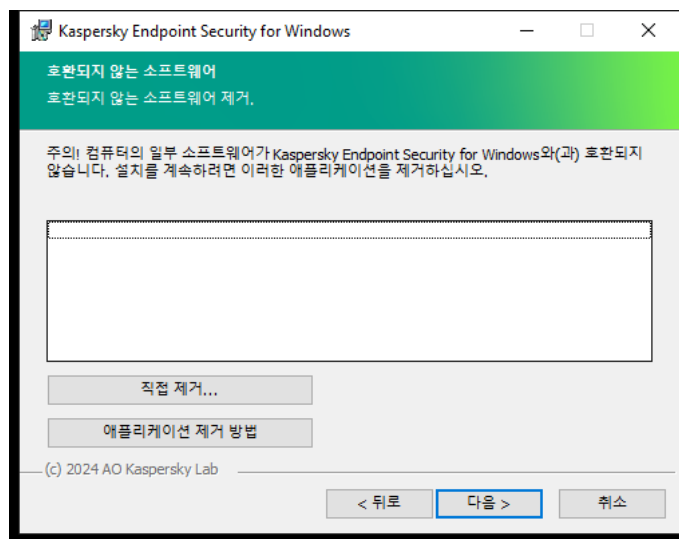 Kaspersky Endpoint Security for Windows
호환되지 않는 소프트웨어
호환되지 않는 소프트웨어 제거.
주의! 컴퓨터의 일부 소프트웨어가 Kaspersky Endpoint Security for Windows와(과) 호환되지
않습니다. 설치를 계속하려면 이러한 애플리케이션을 제거하십시오.
직접 제거...
애플리케이션 제거 방법
(c) 2024 AO Kaspersky Lab
< 뒤로
다음 >
취소